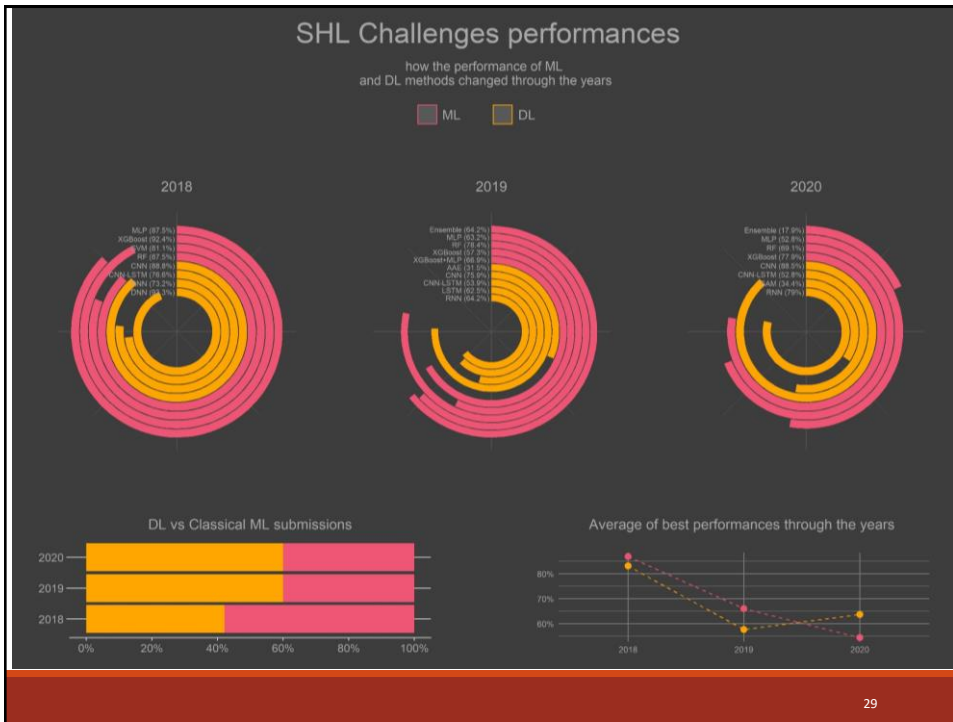 SHL Challenges performances
how the performance of ML
and DL methods changed through the years
ML
DL
2018
MLP (87.5%)
XGBoost (92.4%)
SVM (81.1%)
RF (87.5%)
CNN (88.8%)
CNN-LSTM (76.6%)
(73.2%)
DNN
2019
Ensemble (64.2%)
MLP (63.2%)
RF (78.4%)
XGBoost (57.3%)
XGBoost+MLP (66.9%)
AAE (31.5%)
CNN (75.9%)
CNN-LSTM (53.9%)
LSTM (62.5%)
RNN (64.2%)
2020
Ensemble (17.9%)
MLP (52.8%)
RF (69.1%)
XGBoost (77.9%)
CNN (88.5%)
CNN-LSTM (52.8%)
(34.4%)
RNN (79%)
DL vs Classical ML submissions
2020
2019
2018
0%
20%
40%
60%
80%
100%
Average of best performances through the years
80%
70%
60%
2018
2019
2020
29